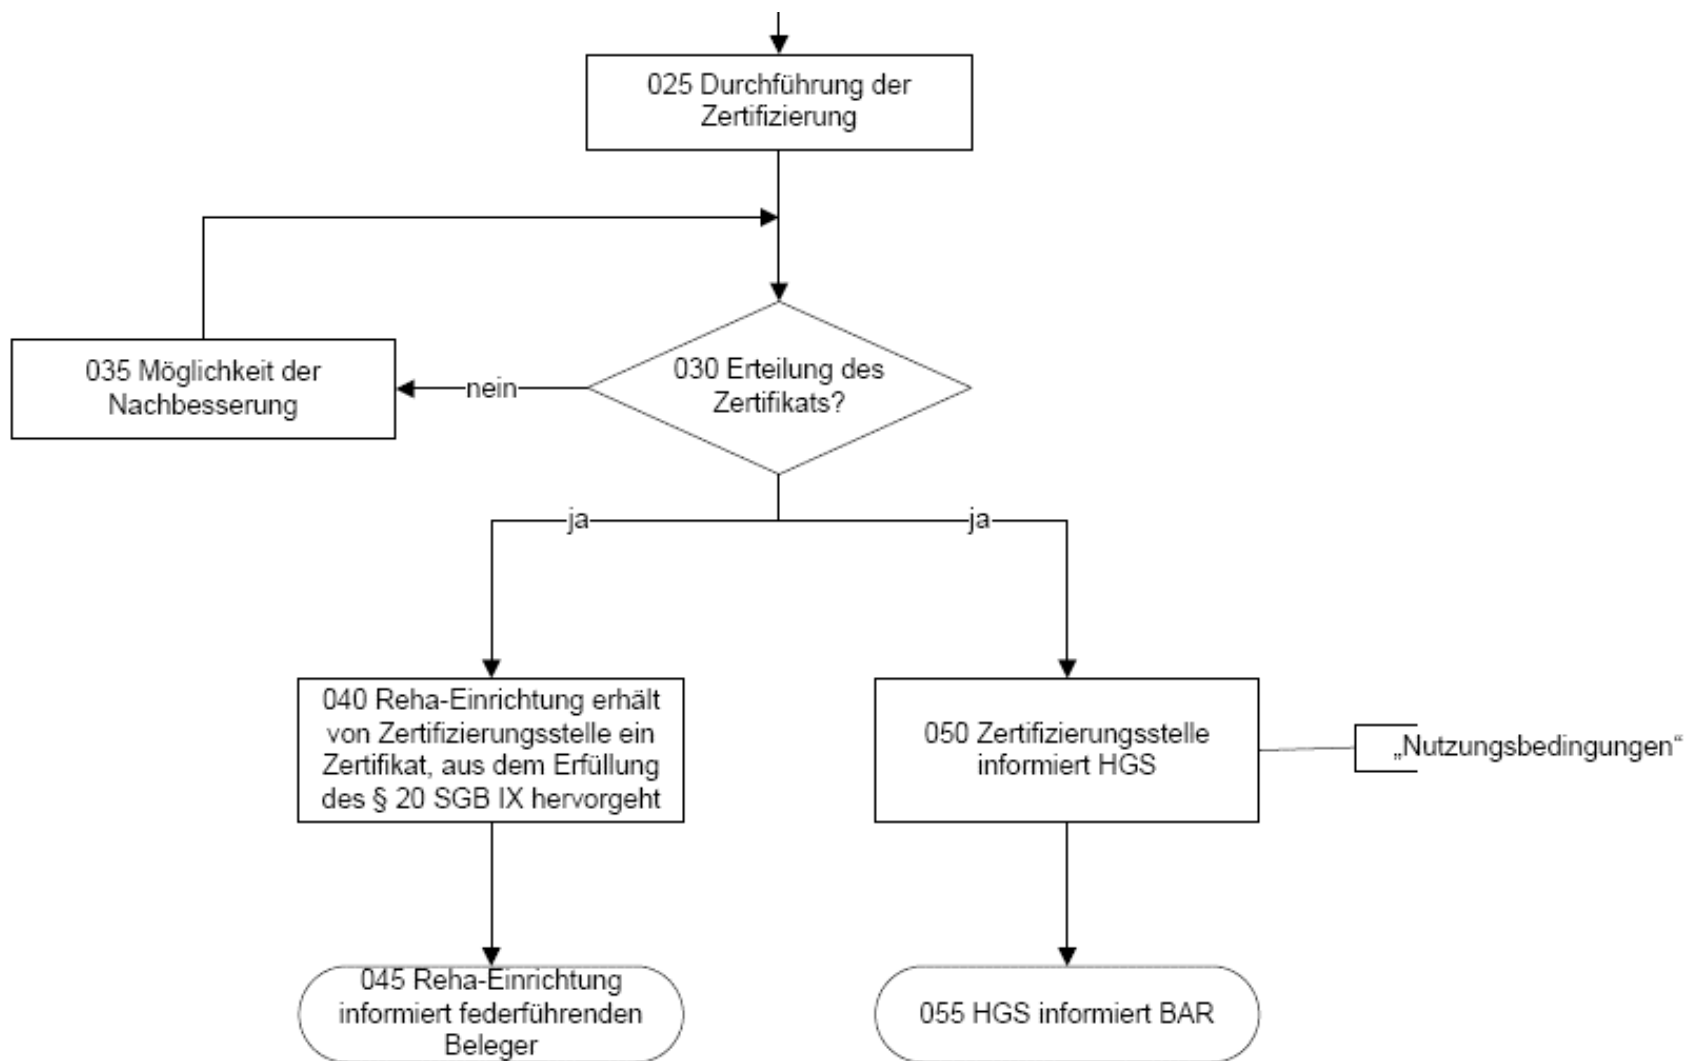 025 Durchführung der
Zertifizierung
035 Möglichkeit der
Nachbesserung
nein
030 Erteilung des
Zertifikats?
ja
ja
040 Reha-Einrichtung erhält
von Zertifizierungsstelle ein
Zertifikat, aus dem Erfüllung
des § 20 SGB IX hervorgeht
050 Zertifizierungsstelle
informiert HGS
„Nutzungsbedingungen“
045 Reha-Einrichtung
informiert federführenden
Beleger
055 HGS informiert BAR